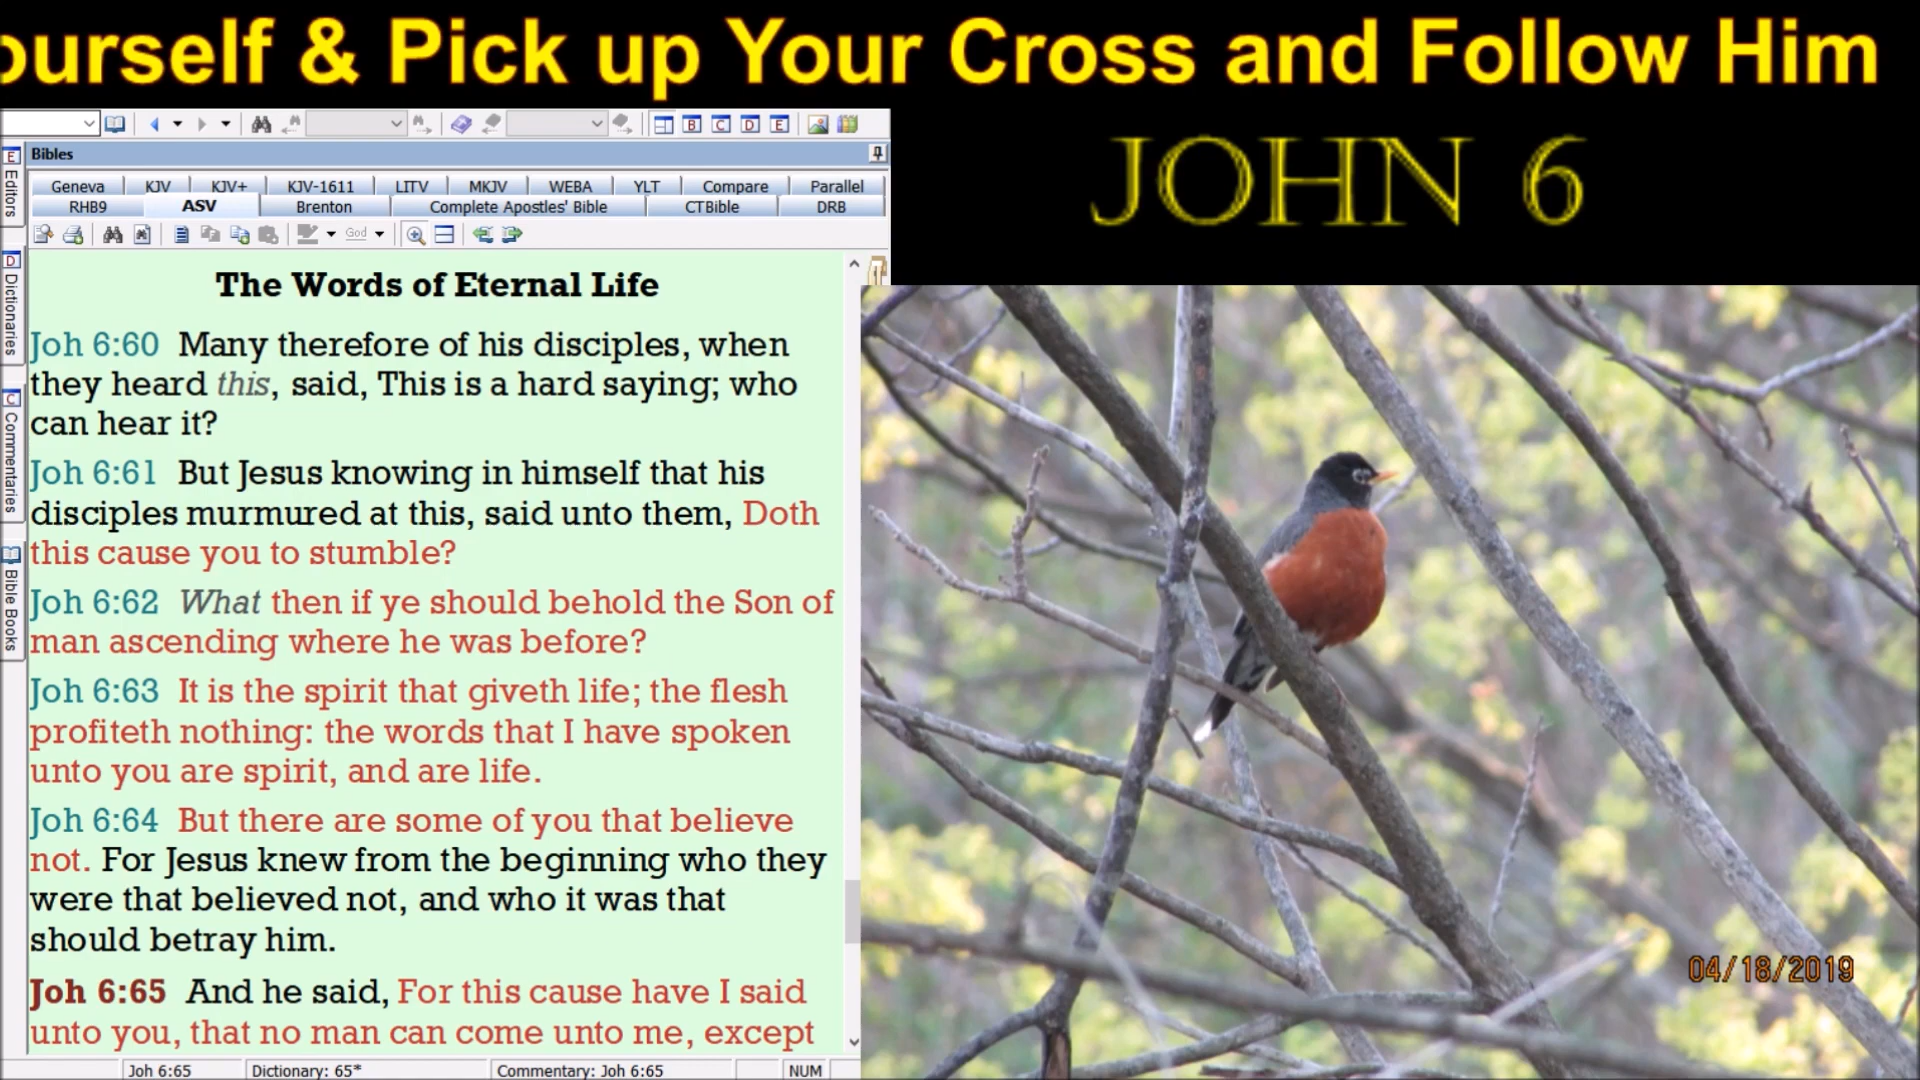 ourself & Pick up Your Cross and Follow Him
JOHN 6
Bibles
Geneva KJV KJV+ KJV-1611 LITV MKJV WEBA YLT Compare Parallel
RHB9 ASV Brenton Complete Apostles' Bible CTBible DRB
B C D E
God
E Editors
D Dictionaries
C Commentaries
Bible Books
The Words of Eternal Life
Joh 6:60 Many therefore of his disciples, when
they heard this, said, This is a hard saying; who
can hear it?
Joh 6:61 But Jesus knowing in himself that his
disciples murmured at this, said unto them, Doth
this cause you to stumble?
Joh 6:62 What then if ye should behold the Son of
man ascending where he was before?
Joh 6:63 It is the spirit that giveth life; the flesh
profiteth nothing: the words that I have spoken
unto you are spirit, and are life.
Joh 6:64 But there are some of you that believe
not. For Jesus knew from the beginning who they
were that believed not, and who it was that
should betray him.
Joh 6:65 And he said, For this cause have I said
unto you, that no man can come unto me, except
Joh 6:65 Dictionary: 65* Commentary: Joh 6:65 NUM
04/18/2019